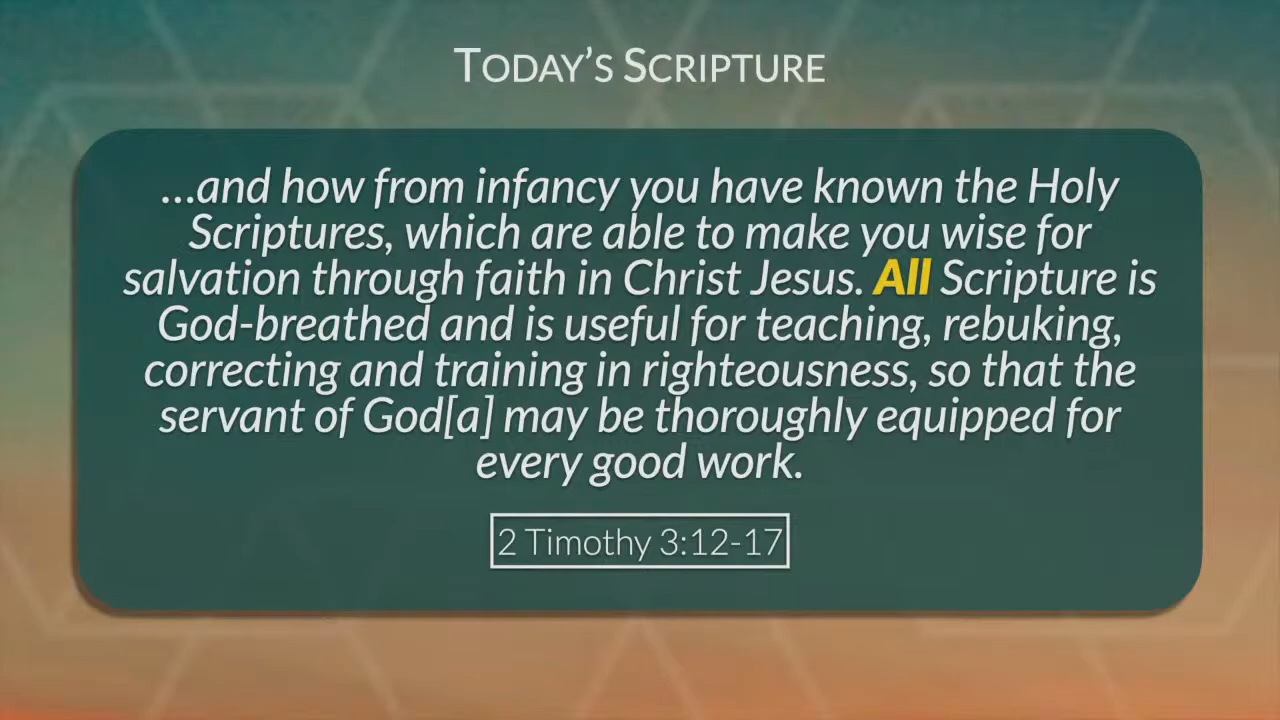 Today's Scripture
...and how from infancy you have known the Holy
Scriptures, which are able to make you wise for
salvation through faith in Christ Jesus. All Scripture is
God-breathed and is useful for teaching, rebuking,
correcting and training in righteousness, so that the
servant of God[a] may be thoroughly equipped for
every good work.
2 Timothy 3:12-17